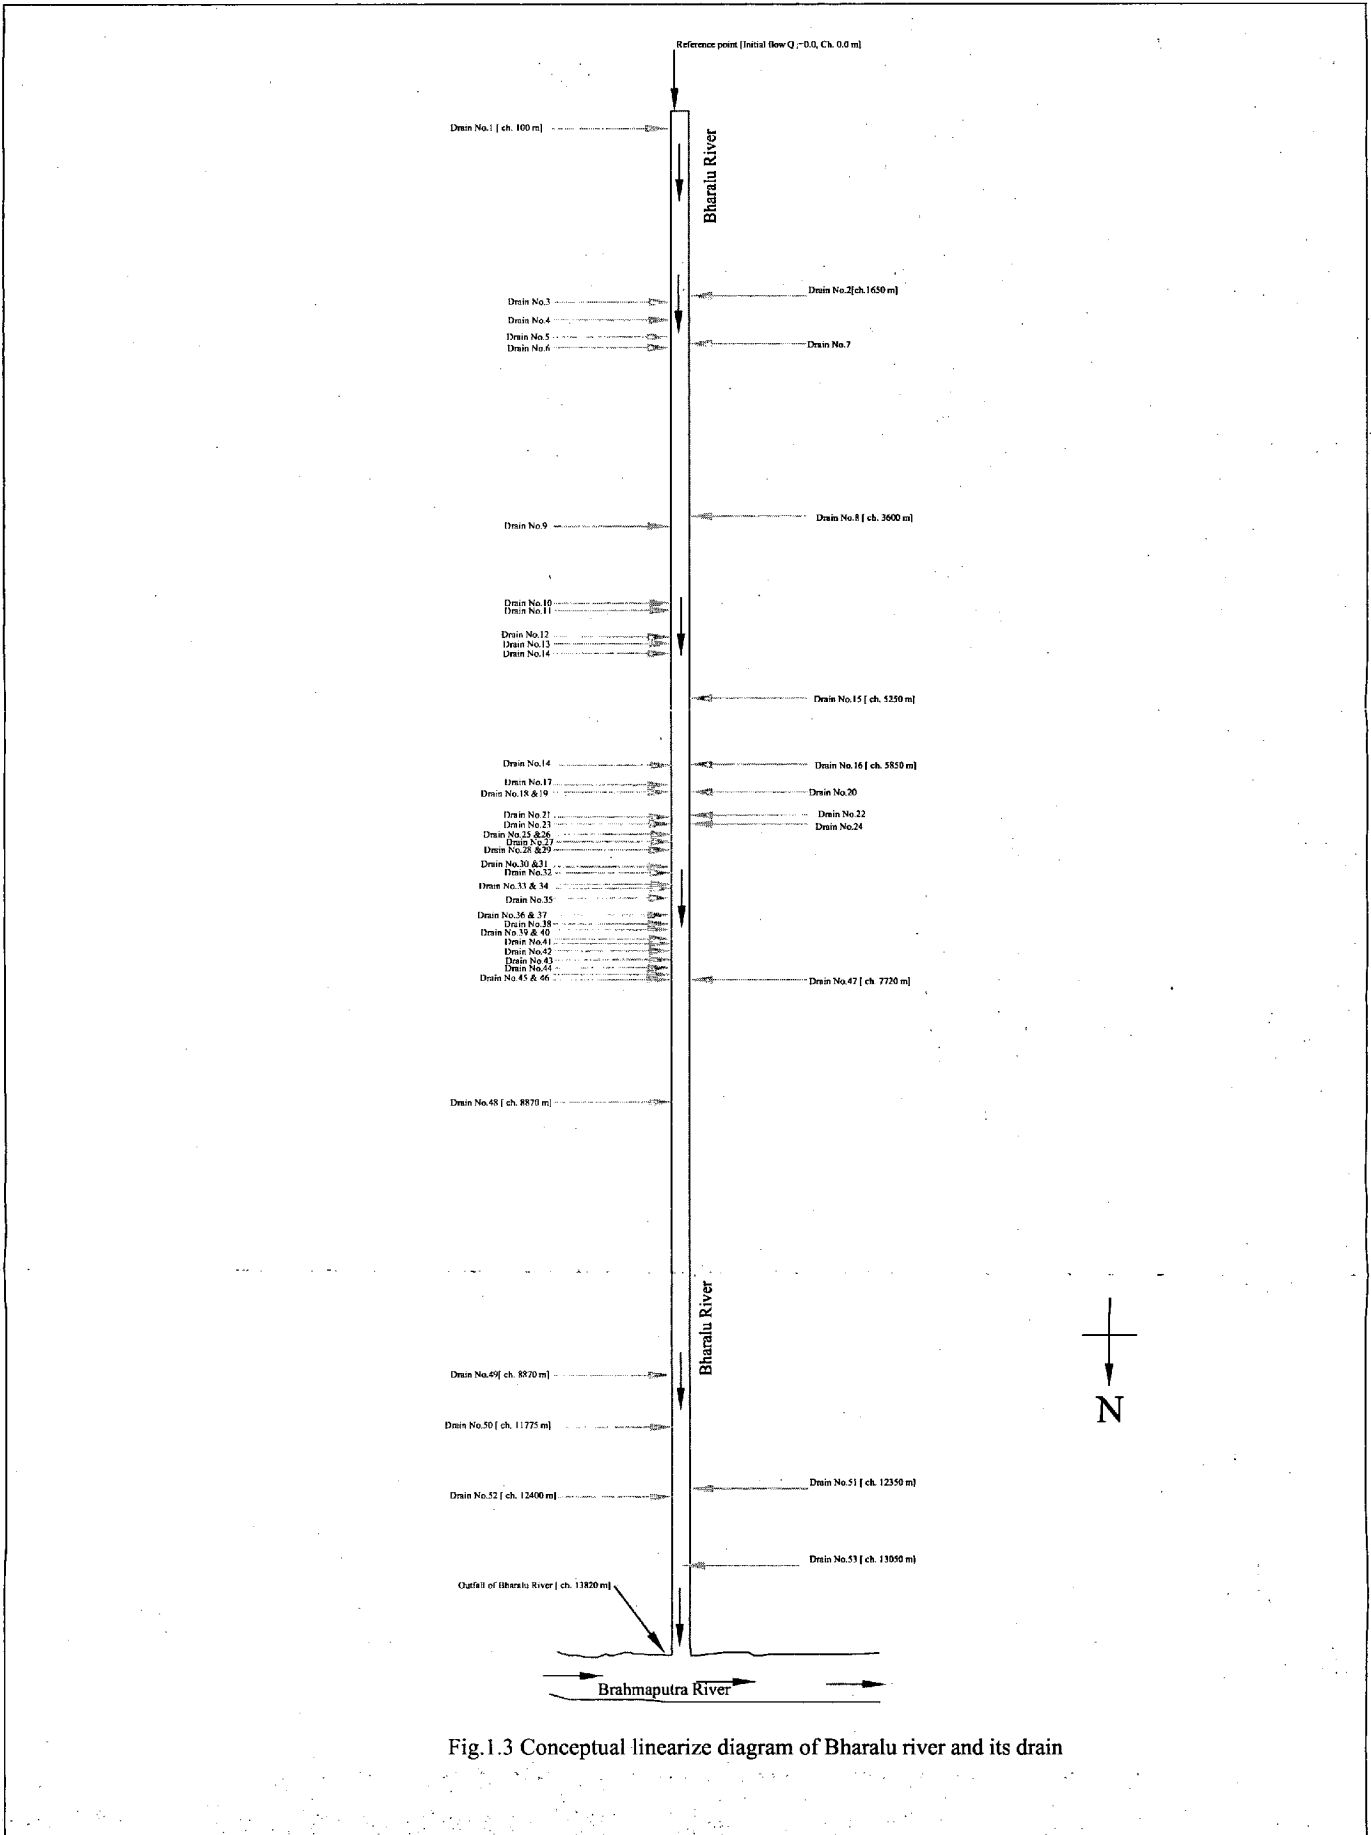 Reference point [Initial flow Q ;=0.0, Ch. 0.0 m]
Drain No.1 [ ch. 100 m]
Bharalu River
Drain No.2[ch.1650 m]
Drain No.3
Drain No.4
Drain No.5
Drain No.6
Drain No.7
Drain No.8 [ ch. 3600 m]
Drain No.9
Drain No.10
Drain No.11
Drain No.12
Drain No.13
Drain No.14
Drain No.15 [ ch. 5250 m]
Drain No.14
Drain No.16 [ ch. 5850 m]
Drain No.17
Drain No.18 &19
Drain No.20
Drain No.21
Drain No.22
Drain No.23
Drain No.24
Drain No.25 &26
Drain No.27
Drain No.28 &29
Drain No.30 &31
Drain No.32
Drain No.33 & 34
Drain No.35
Drain No.36 & 37
Drain No.38
Drain No.39 & 40
Drain No.41
Drain No.42
Drain No.43
Drain No.44
Drain No.45 & 46
Drain No.47 [ ch. 7720 m]
Drain No.48 [ ch. 8870 m]
Bharalu River
Drain No.49[ ch. 8870 m]
N
Drain No.50 [ ch. 11775 m]
Drain No.51 [ ch. 12350 m]
Drain No.52 [ ch. 12400 m]
Drain No.53 [ ch. 13050 m]
Outfall of Bharalu River [ ch. 13820 m]
Brahmaputra River
Fig.1.3 Conceptual linearize diagram of Bharalu river and its drain